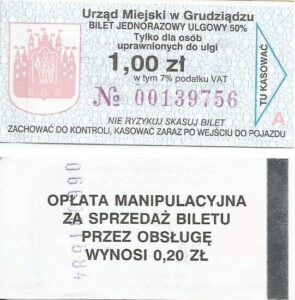 Urząd Miejski w Grudziądzu
BILET JEDNORAZOWY ULGOWY 50%
Tylko dla osób
uprawnionych do ulgi
1,00 zł
w tym 7% podatku VAT
№ 00139756
NIE RYZYKUJ SKASUJ BILET
ZACHOWAĆ DO KONTROLI, KASOWAĆ ZARAZ PO WEJŚCIU DO POJAZDU
TU KASOWAĆ
A
OPŁATA MANIPULACYJNA
ZA SPRZEDAŻ BILETU
PRZEZ OBSŁUGĘ
WYNOSI 0,20 ZŁ